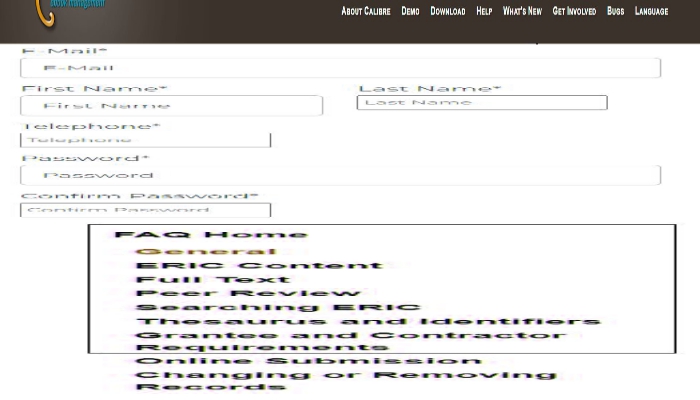 ebook management
About Calibre Demo Download Help What's New Get Involved Bugs Language
E-Mail*
E-Mail
First Name* Last Name*
First Name Last Name
Telephone*
Telephone
Password*
Password
Confirm Password*
Confirm Password
FAQ Home
General
ERIC Content
Full Text
Peer Review
Searching ERIC
Thesaurus and Identifiers
Grantee and Contractor
Requirements
Online Submission
Changing or Removing
Records